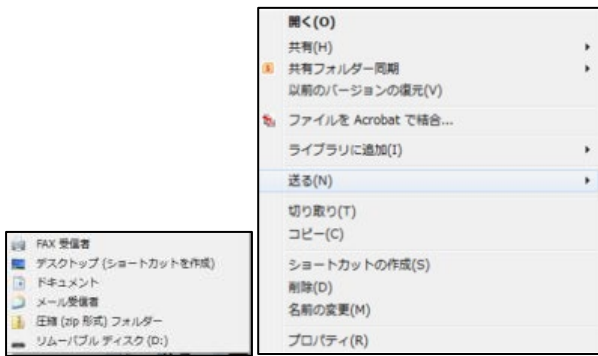 開く(O)
共有(H)
共有フォルダー同期
以前のバージョンの復元(V)
ファイルを Acrobat で結合...
ライブラリに追加(I)
送る(N)
切り取り(T)
コピー(C)
ショートカットの作成(S)
削除(D)
名前の変更(M)
プロパティ(R)
FAX 受信者
デスクトップ (ショートカットを作成)
ドキュメント
メール受信者
圧縮 (zip 形式) フォルダー
リムーバブル ディスク (D:)